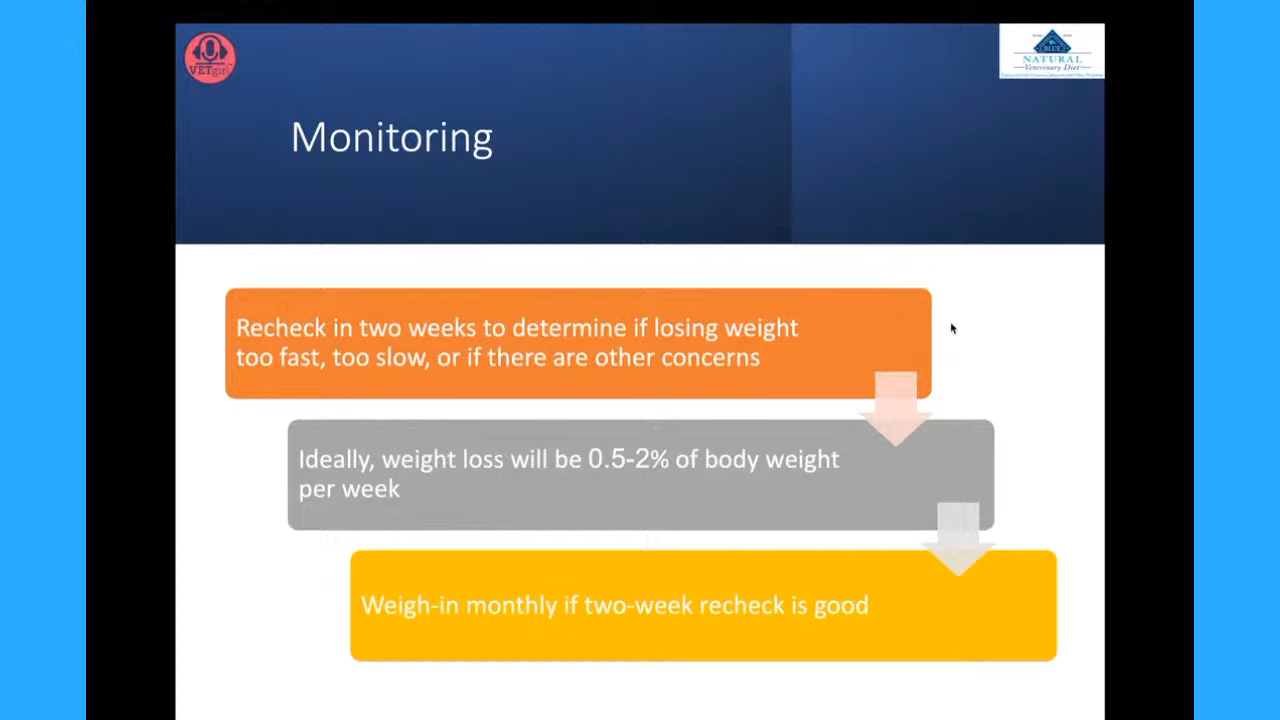 VETgirl
BLUE
NATURAL
Veterinary Diet
Monitoring
Recheck in two weeks to determine if losing weight
too fast, too slow, or if there are other concerns
Ideally, weight loss will be 0.5-2% of body weight
per week
Weigh-in monthly if two-week recheck is good